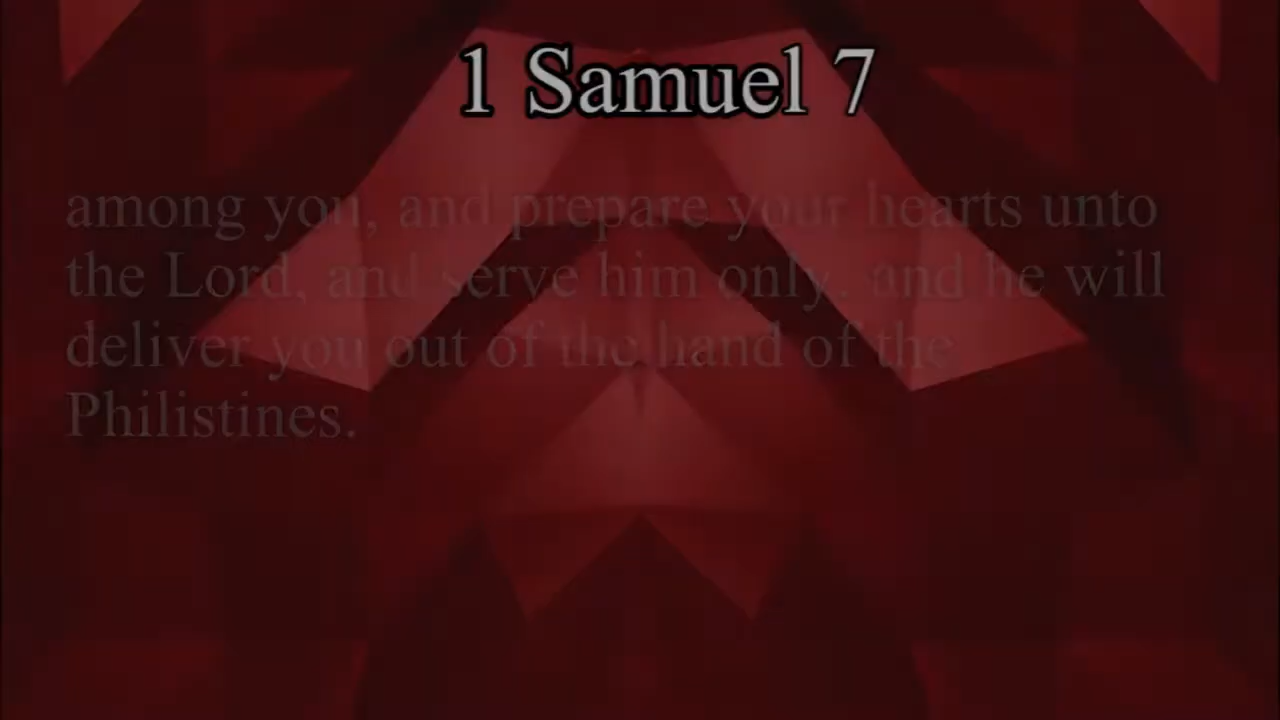 1 Samuel 7
among you, and prepare your hearts unto
the Lord, and serve him only: and he will
deliver you out of the hand of the
Philistines.